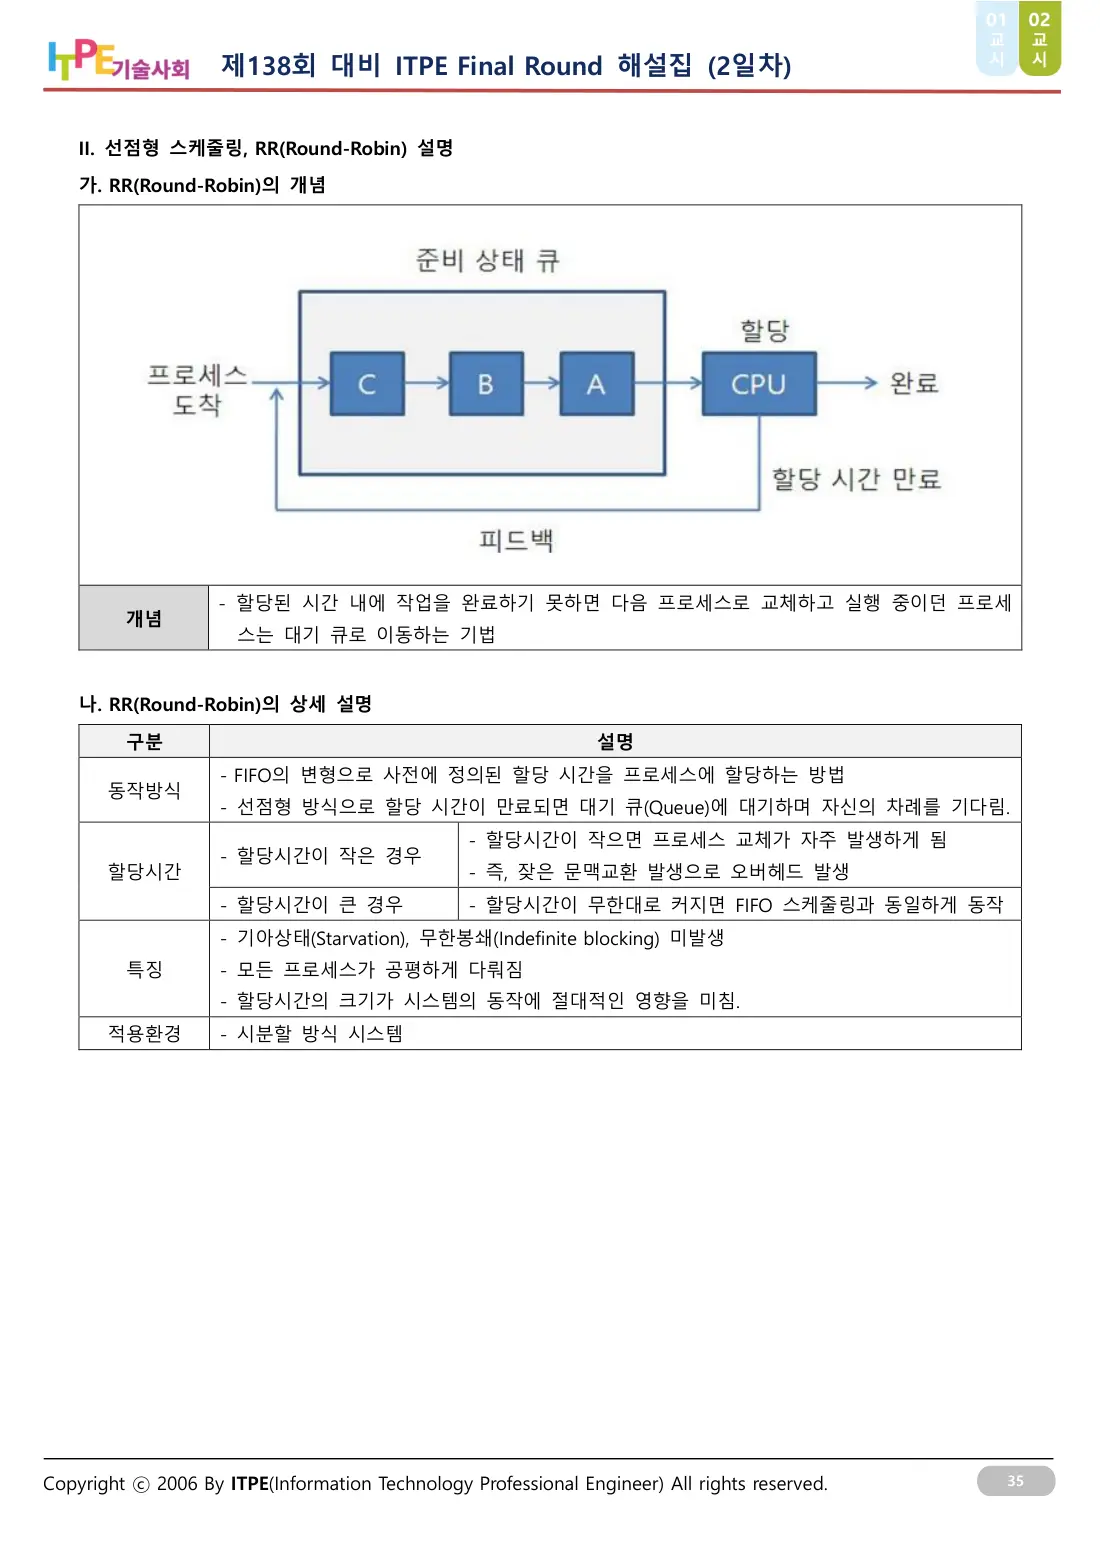 ITPE기술사회 제138회 대비 ITPE Final Round 해설집 (2일차)
01
교
시
02
교
시
II. 선점형 스케줄링, RR(Round-Robin) 설명
가. RR(Round-Robin)의 개념
준비 상태 큐
할당
프로세스
도착
C
B
A
CPU
완료
할당 시간 만료
피드백
개념
- 할당된 시간 내에 작업을 완료하기 못하면 다음 프로세스로 교체하고 실행 중이던 프로세
스는 대기 큐로 이동하는 기법
나. RR(Round-Robin)의 상세 설명
구분 설명
동작방식
- FIFO의 변형으로 사전에 정의된 할당 시간을 프로세스에 할당하는 방법
- 선점형 방식으로 할당 시간이 만료되면 대기 큐(Queue)에 대기하며 자신의 차례를 기다림.
할당시간
- 할당시간이 작은 경우
- 할당시간이 작으면 프로세스 교체가 자주 발생하게 됨
- 즉, 잦은 문맥교환 발생으로 오버헤드 발생
- 할당시간이 큰 경우
- 할당시간이 무한대로 커지면 FIFO 스케줄링과 동일하게 동작
특징
- 기아상태(Starvation), 무한봉쇄(Indefinite blocking) 미발생
- 모든 프로세스가 공평하게 다뤄짐
- 할당시간의 크기가 시스템의 동작에 절대적인 영향을 미침.
적용환경
- 시분할 방식 시스템
Copyright ⓒ 2006 By ITPE(Information Technology Professional Engineer) All rights reserved.
35